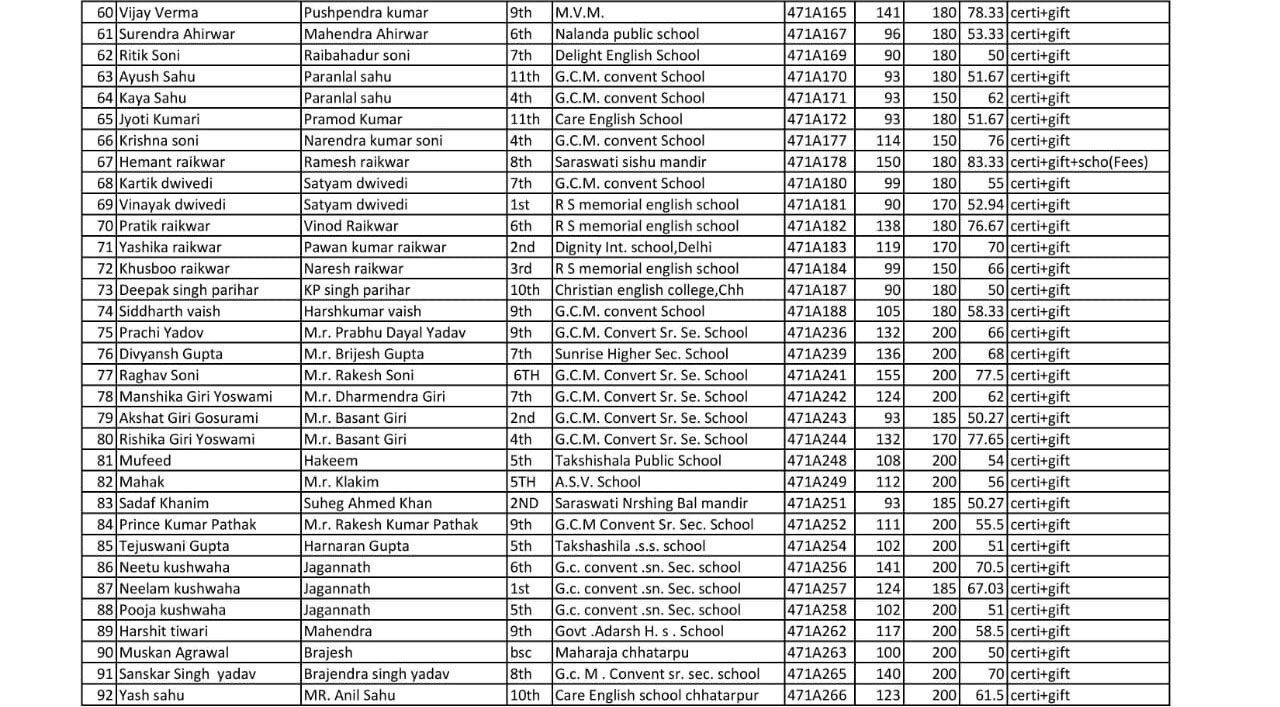 60 Vijay Verma Pushpendra kumar 9th M.V.M. 471A165 141 180 78.33 certi+gift
61 Surendra Ahirwar Mahendra Ahirwar 6th Nalanda public school 471A167 96 180 53.33 certi+gift
62 Ritik Soni Raibahadur soni 7th Delight English School 471A169 90 180 50 certi+gift
63 Ayush Sahu Paranlal sahu 11th G.C.M. convent School 471A170 93 180 51.67 certi+gift
64 Kaya Sahu Paranlal sahu 4th G.C.M. convent School 471A171 93 150 62 certi+gift
65 Jyoti Kumari Pramod Kumar 11th Care English School 471A172 93 180 51.67 certi+gift
66 Krishna soni Narendra kumar soni 4th G.C.M. convent School 471A177 114 150 76 certi+gift
67 Hemant raikwar Ramesh raikwar 8th Saraswati sishu mandir 471A178 150 180 83.33 certi+gift+scho(Fees)
68 Kartik dwivedi Satyam dwivedi 7th G.C.M. convent School 471A180 99 180 55 certi+gift
69 Vinayak dwivedi Satyam dwivedi 1st R S memorial english school 471A181 90 170 52.94 certi+gift
70 Pratik raikwar Vinod Raikwar 6th R S memorial english school 471A182 138 180 76.67 certi+gift
71 Yashika raikwar Pawan kumar raikwar 2nd Dignity Int. school,Delhi 471A183 119 170 70 certi+gift
72 Khusboo raikwar Naresh raikwar 3rd R S memorial english school 471A184 99 150 66 certi+gift
73 Deepak singh parihar KP singh parihar 10th Christian english college,Chh 471A187 90 180 50 certi+gift
74 Siddharth vaish Harshkumar vaish 9th G.C.M. convent School 471A188 105 180 58.33 certi+gift
75 Prachi Yadov M.r. Prabhu Dayal Yadav 9th G.C.M. Convert Sr. Se. School 471A236 132 200 66 certi+gift
76 Divyansh Gupta M.r. Brijesh Gupta 7th Sunrise Higher Sec. School 471A239 136 200 68 certi+gift
77 Raghav Soni M.r. Rakesh Soni 6TH G.C.M. Convert Sr. Se. School 471A241 155 200 77.5 certi+gift
78 Manshika Giri Yoswami M.r. Dharmendra Giri 7th G.C.M. Convert Sr. Se. School 471A242 124 200 62 certi+gift
79 Akshat Giri Gosurami M.r. Basant Giri 2nd G.C.M. Convert Sr. Se. School 471A243 93 185 50.27 certi+gift
80 Rishika Giri Yoswami M.r. Basant Giri 4th G.C.M. Convert Sr. Se. School 471A244 132 170 77.65 certi+gift
81 Mufeed Hakeem 5th Takshishala Public School 471A248 108 200 54 certi+gift
82 Mahak M.r. Klakim 5TH A.S.V. School 471A249 112 200 56 certi+gift
83 Sadaf Khanim Suheg Ahmed Khan 2ND Saraswati Nrshing Bal mandir 471A251 93 185 50.27 certi+gift
84 Prince Kumar Pathak M.r. Rakesh Kumar Pathak 9th G.C.M Convent Sr. Sec. School 471A252 111 200 55.5 certi+gift
85 Tejuswani Gupta Harnaran Gupta 5th Takshashila .s.s. school 471A254 102 200 51 certi+gift
86 Neetu kushwaha Jagannath 6th G.c. convent .sn. Sec. school 471A256 141 200 70.5 certi+gift
87 Neelam kushwaha Jagannath 1st G.c. convent .sn. Sec. school 471A257 124 185 67.03 certi+gift
88 Pooja kushwaha Jagannath 5th G.c. convent .sn. Sec. school 471A258 102 200 51 certi+gift
89 Harshit tiwari Mahendra 9th Govt .Adarsh H. s . School 471A262 117 200 58.5 certi+gift
90 Muskan Agrawal Brajesh bsc Maharaja chhatarpu 471A263 100 200 50 certi+gift
91 Sanskar Singh yadav Brajendra singh yadav 8th G.c. M . Convent sr. sec. school 471A265 140 200 70 certi+gift
92 Yash sahu MR. Anil Sahu 10th Care English school chhatarpur 471A266 123 200 61.5 certi+gift